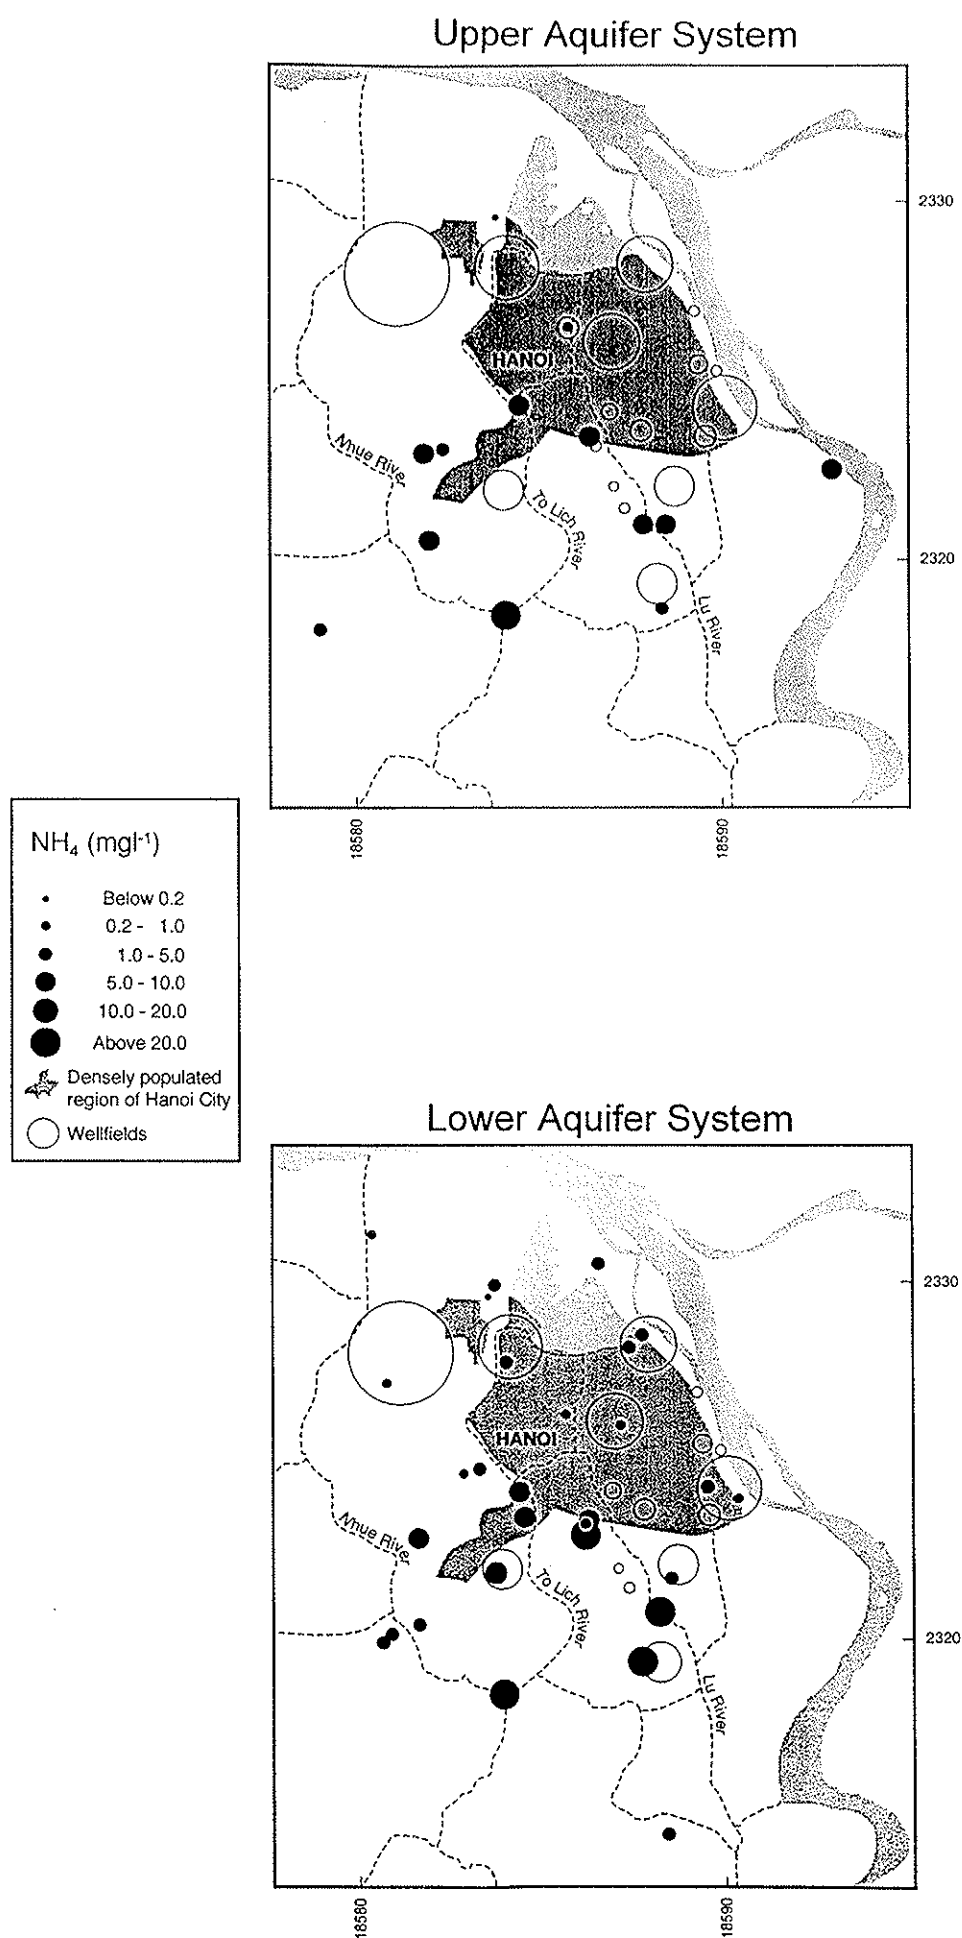 Upper Aquifer System
2330
HANOI
Nhue River
To Lich River
2320
Lu River
18580
18590
NH₄ (mgl⁻¹)
Below 0.2
0.2 - 1.0
1.0 - 5.0
5.0 - 10.0
10.0 - 20.0
Above 20.0
Densely populated
region of Hanoi City
Wellfields
Lower Aquifer System
2330
HANOI
Nhue River
To Lich River
2320
Lu River
18580
18590